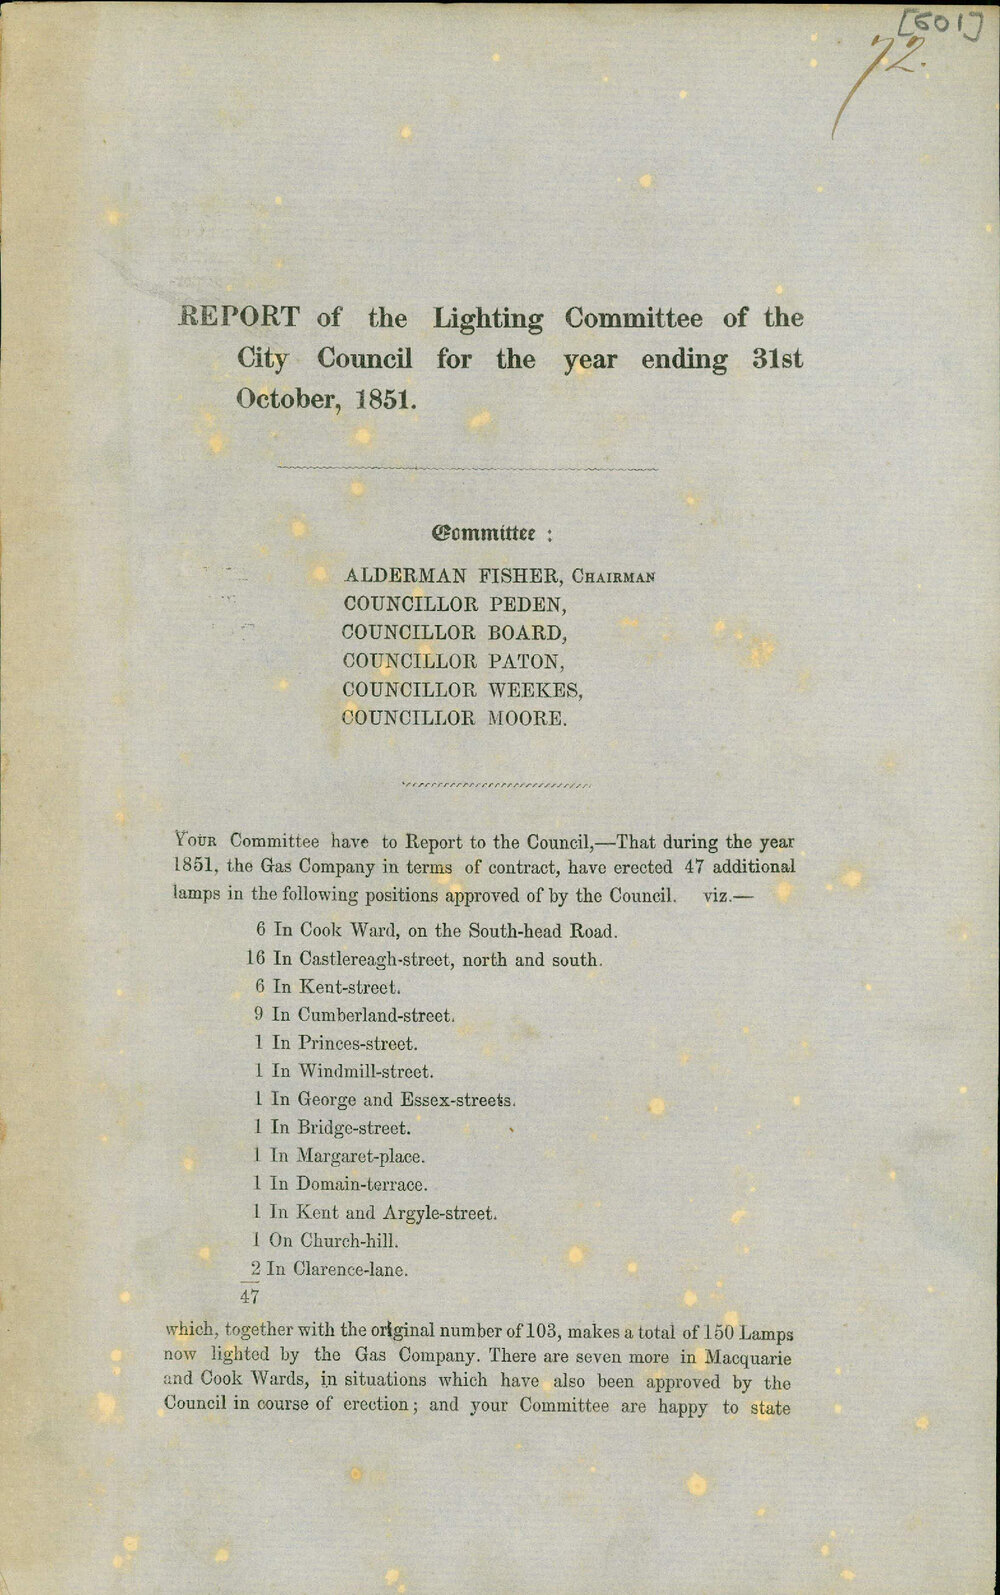 [601]
72.
REPORT of the Lighting Committee of the
City Council for the year ending 31st
October, 1851.
Committee :
ALDERMAN FISHER, CHAIRMAN
COUNCILLOR PEDEN,
COUNCILLOR BOARD,
COUNCILLOR PATON,
COUNCILLOR WEEKES,
COUNCILLOR MOORE.
YOUR Committee have to Report to the Council,—That during the year
1851, the Gas Company in terms of contract, have erected 47 additional
lamps in the following positions approved of by the Council. viz.—
6 In Cook Ward, on the South-head Road.
16 In Castlereagh-street, north and south.
6 In Kent-street.
9 In Cumberland-street.
1 In Princes-street.
1 In Windmill-street.
1 In George and Essex-streets.
1 In Bridge-street.
1 In Margaret-place.
1 In Domain-terrace.
1 In Kent and Argyle-street.
1 On Church-hill.
2 In Clarence-lane.
47
which, together with the original number of 103, makes a total of 150 Lamps
now lighted by the Gas Company. There are seven more in Macquarie
and Cook Wards, in situations which have also been approved by the
Council in course of erection; and your Committee are happy to state